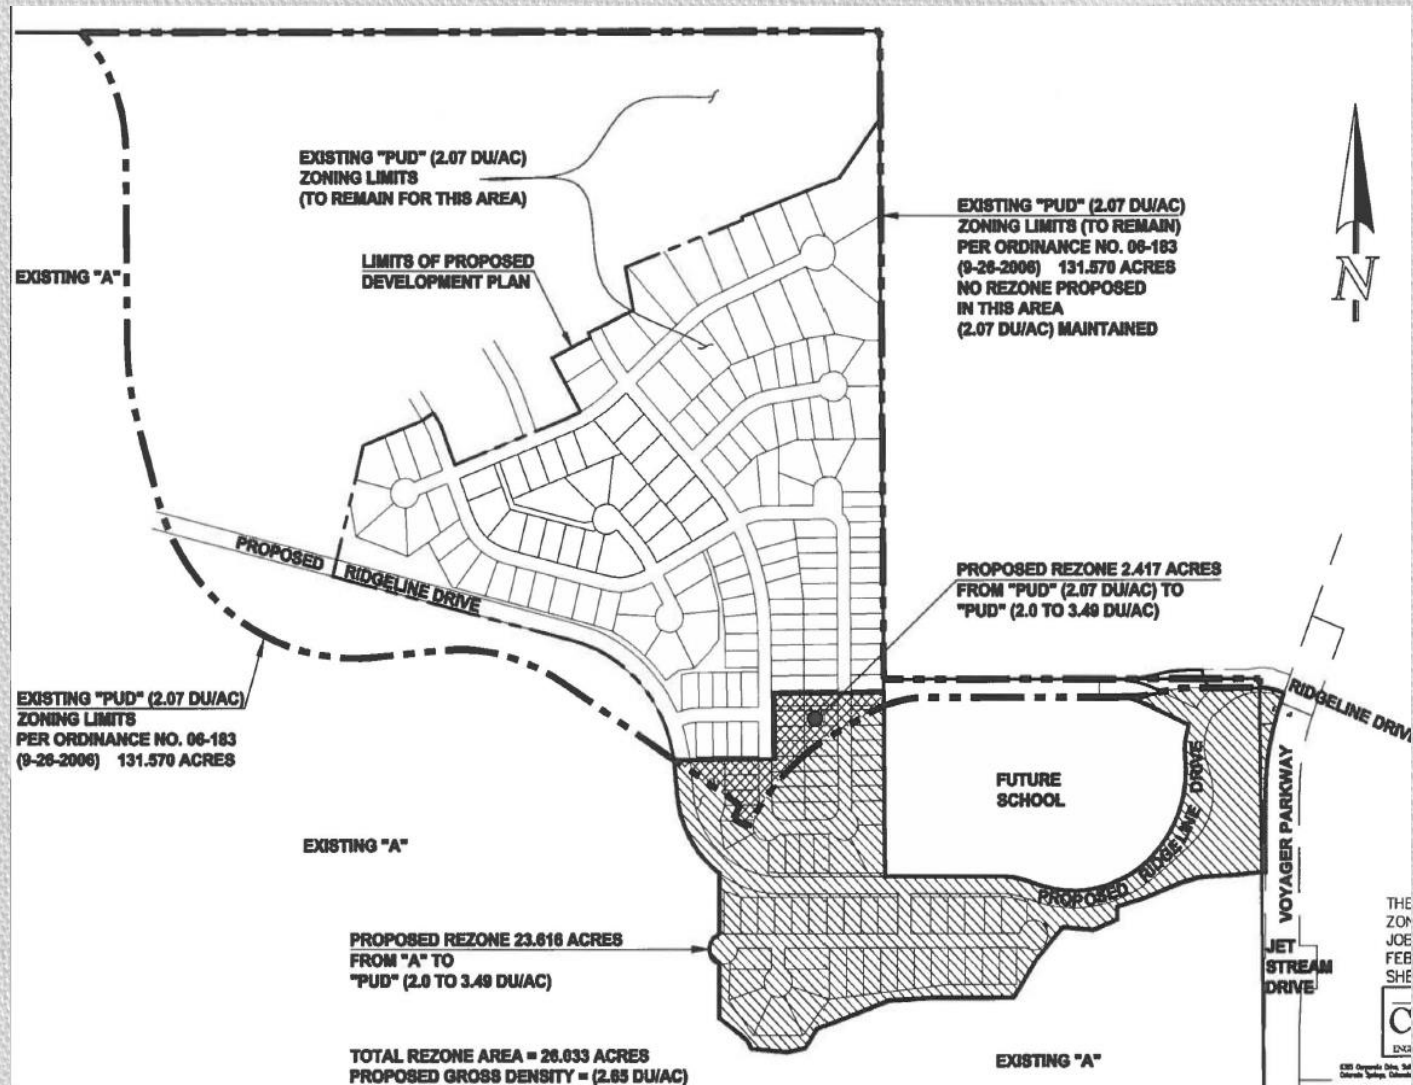 EXISTING "PUD" (2.07 DU/AC)
ZONING LIMITS
(TO REMAIN FOR THIS AREA)
EXISTING "PUD" (2.07 DU/AC)
ZONING LIMITS (TO REMAIN)
PER ORDINANCE NO. 06-183
(9-26-2006) 131.570 ACRES
NO REZONE PROPOSED
IN THIS AREA
(2.07 DU/AC) MAINTAINED
N
EXISTING "A"
LIMITS OF PROPOSED
DEVELOPMENT PLAN
PROPOSED RIDGELINE DRIVE
PROPOSED REZONE 2.417 ACRES
FROM "PUD" (2.07 DU/AC) TO
"PUD" (2.0 TO 3.49 DU/AC)
EXISTING "PUD" (2.07 DU/AC)
ZONING LIMITS
PER ORDINANCE NO. 06-183
(9-26-2006) 131.570 ACRES
RIDGELINE DRIV
FUTURE
SCHOOL
PROPOSED RIDGELINE DRIVE
VOYAGER PARKWAY
EXISTING "A"
PROPOSED REZONE 23.616 ACRES
FROM "A" TO
"PUD" (2.0 TO 3.49 DU/AC)
JET
STREAM
DRIVE
THE
ZON
JOB
FEB
SHE
C
TOTAL REZONE AREA = 26.033 ACRES
PROPOSED GROSS DENSITY = (2.65 DU/AC)
EXISTING "A"